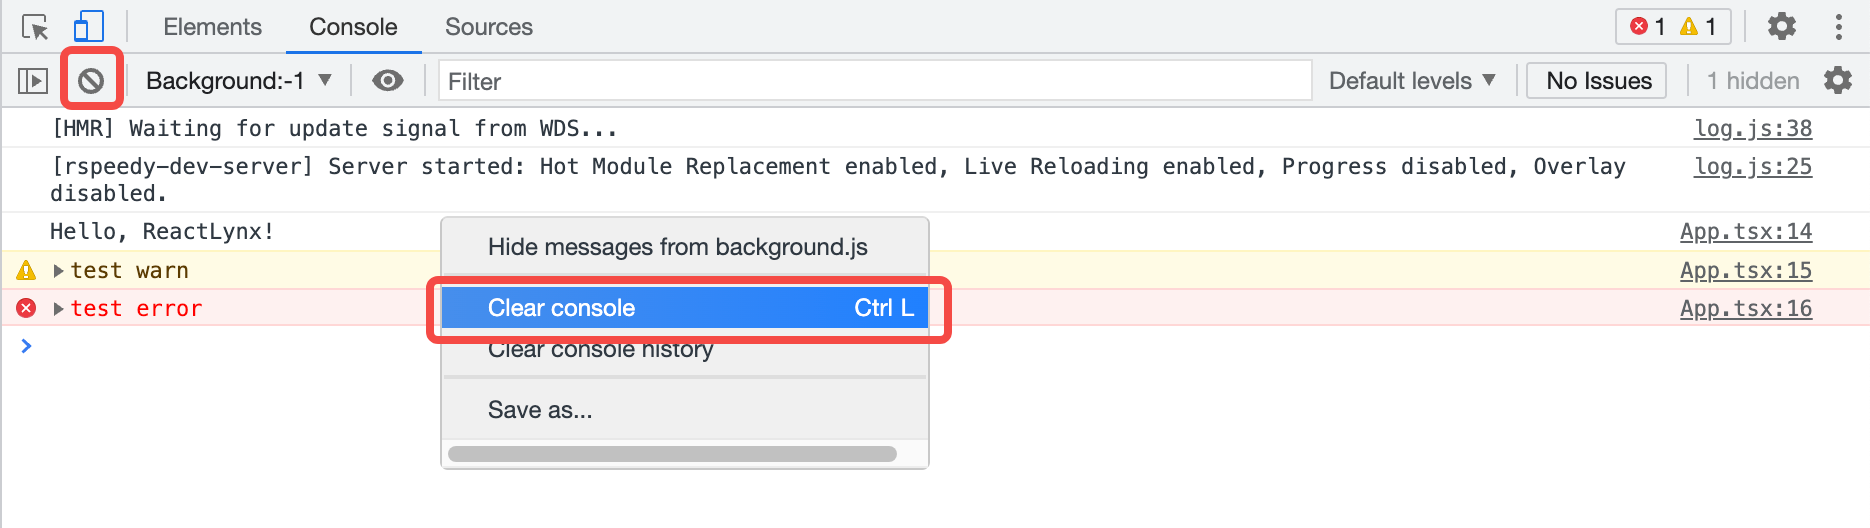 Elements Console Sources 1 1
Background:-1 Filter Default levels No Issues 1 hidden
[HMR] Waiting for update signal from WDS... log.js:38
[rspeedy-dev-server] Server started: Hot Module Replacement enabled, Live Reloading enabled, Progress disabled, Overlay log.js:25
disabled.
Hello, ReactLynx! App.tsx:14
Hide messages from background.js
test warn App.tsx:15
test error App.tsx:16
Clear console Ctrl L
Clear console history
Save as...